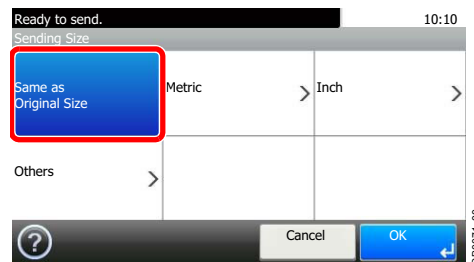 Ready to send.
10:10
Sending Size
Same as
Original Size
Metric
Inch
Others
?
Cancel
OK